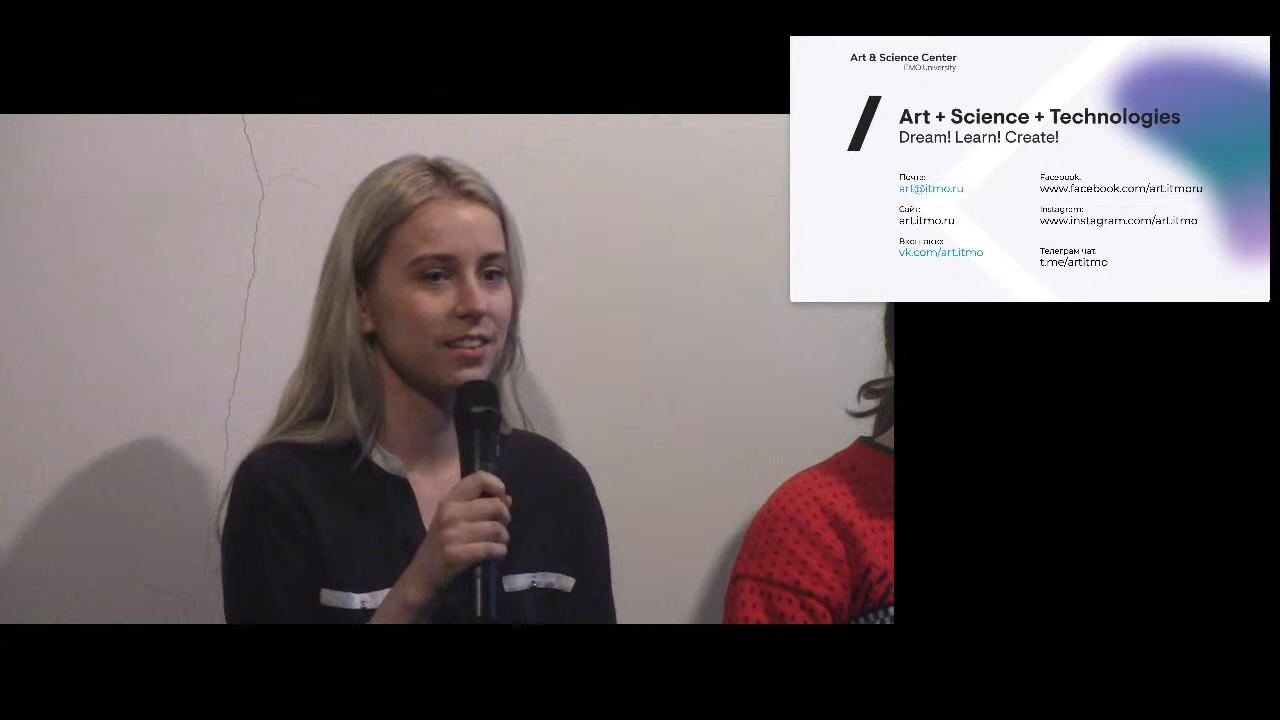 Art & Science Center
ITMO University
Art + Science + Technologies
Dream! Learn! Create!
Почта:
art@itmo.ru
Сайт:
art.itmo.ru
Вконтакте:
vk.com/art.itmo
Facebook:
www.facebook.com/art.itmoru
Instagram:
www.instagram.com/art.itmo
Телеграм чат:
t.me/artitmo